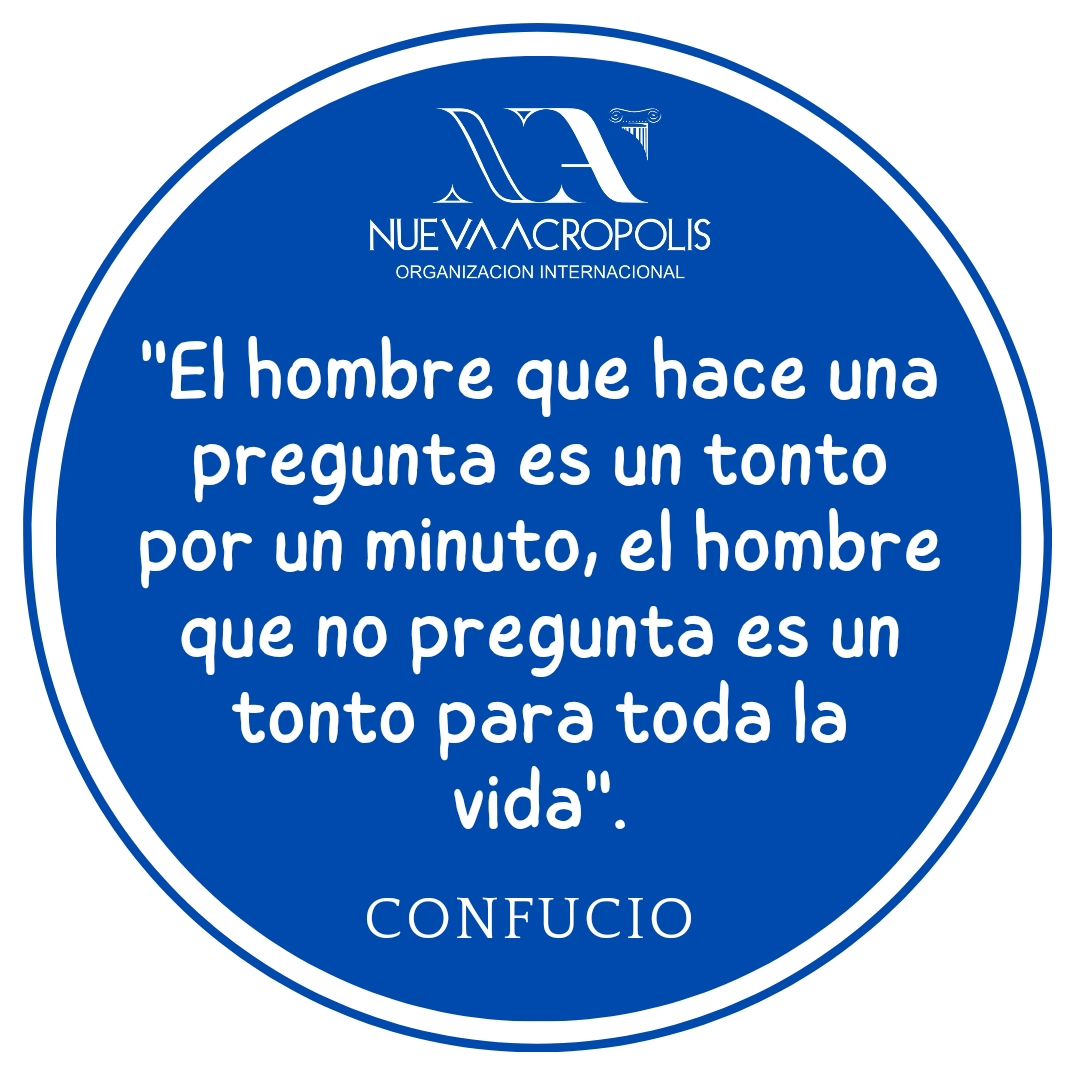 NA
NUEVA ACROPOLIS
ORGANIZACION INTERNACIONAL
"El hombre que hace una
pregunta es un tonto
por un minuto, el hombre
que no pregunta es un
tonto para toda la
vida".
CONFUCIO